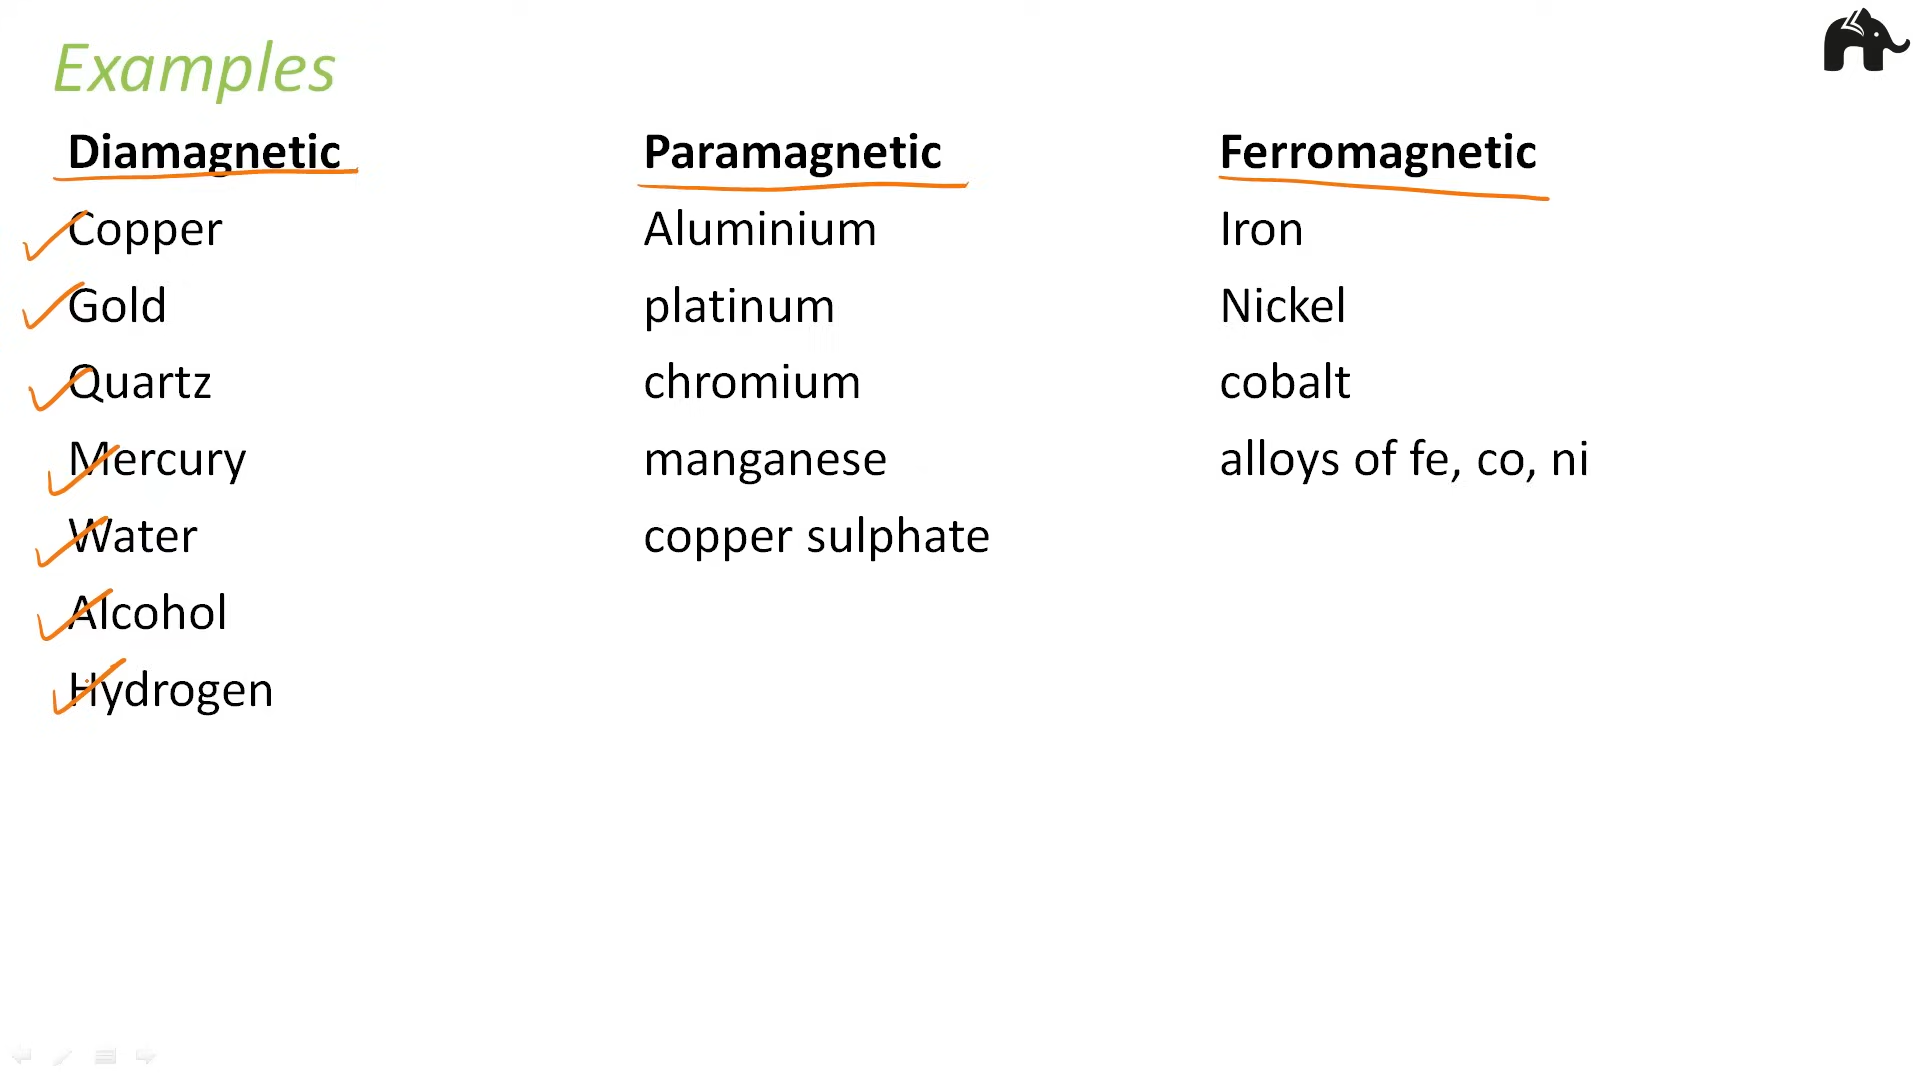 Examples
Diamagnetic
Copper
Gold
Quartz
Mercury
Water
Alcohol
Hydrogen
Paramagnetic
Aluminium
platinum
chromium
manganese
copper sulphate
Ferromagnetic
Iron
Nickel
cobalt
alloys of fe, co, ni